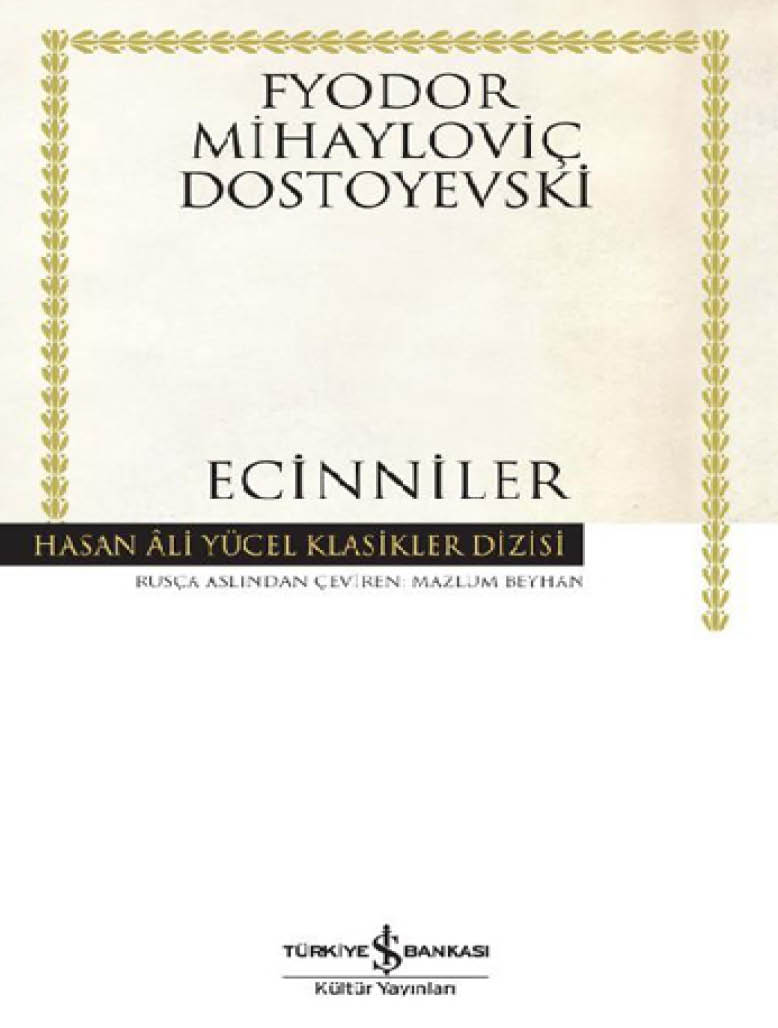 FYODOR
MİHAYLOVİÇ
DOSTOYEVSKİ
ECİNNİLER
HASAN ÂLİ YÜCEL KLASİKLER DİZİSİ
RUSÇA ASLINDAN ÇEVİREN: MAZLUM BEYHAN
TÜRKİYE İŞ BANKASI
Kültür Yayınları